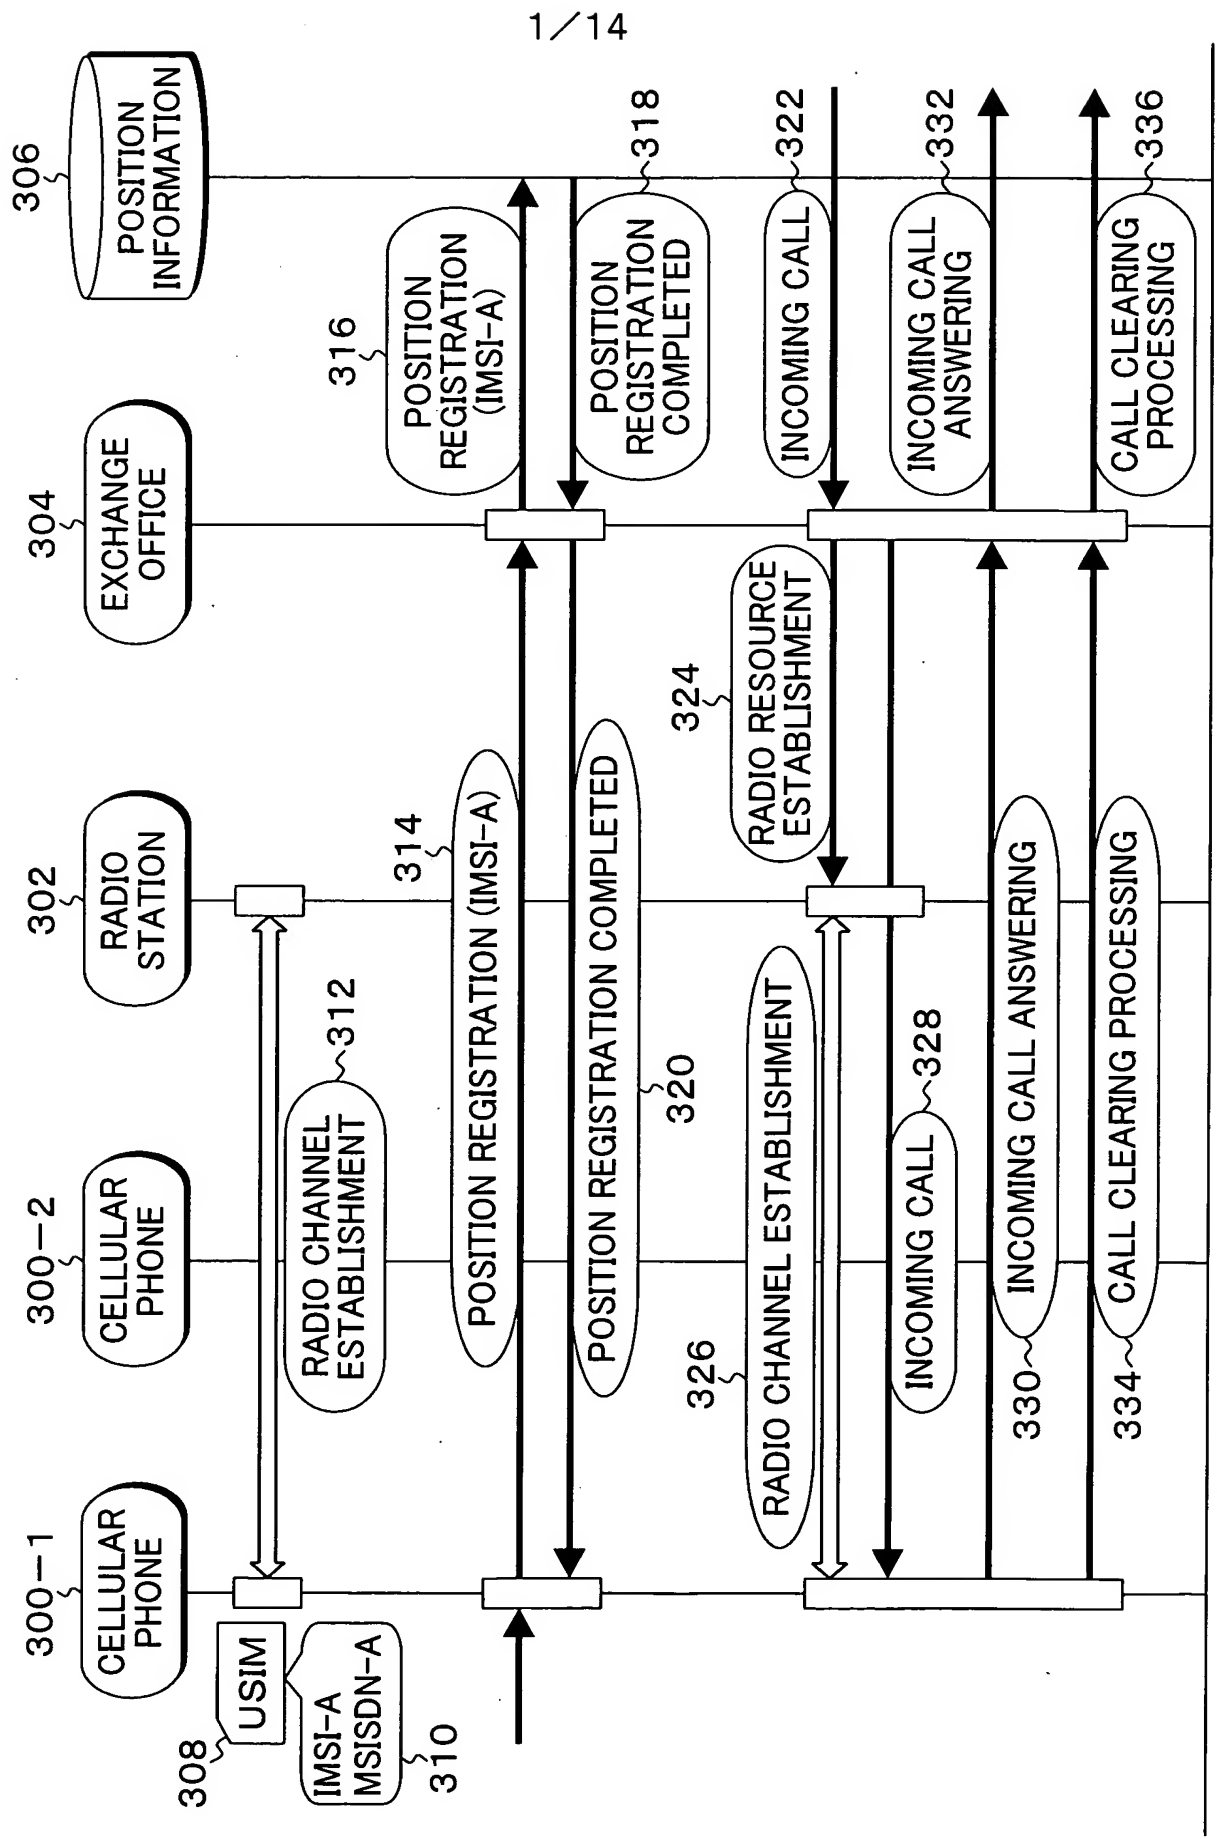 1/14
300-1
CELLULAR
PHONE
300-2
CELLULAR
PHONE
302
RADIO
STATION
304
EXCHANGE
OFFICE
306
POSITION
INFORMATION
308
USIM
IMSI-A
MSISDN-A
310
RADIO CHANNEL
ESTABLISHMENT
312
314
POSITION REGISTRATION (IMSI-A)
316
POSITION
REGISTRATION
(IMSI-A)
POSITION
REGISTRATION
COMPLETED
318
POSITION REGISTRATION COMPLETED
320
INCOMING CALL
322
324
RADIO RESOURCE
ESTABLISHMENT
326
RADIO CHANNEL ESTABLISHMENT
INCOMING CALL
328
330
INCOMING CALL ANSWERING
INCOMING CALL
ANSWERING
332
334
CALL CLEARING PROCESSING
CALL CLEARING
PROCESSING
336